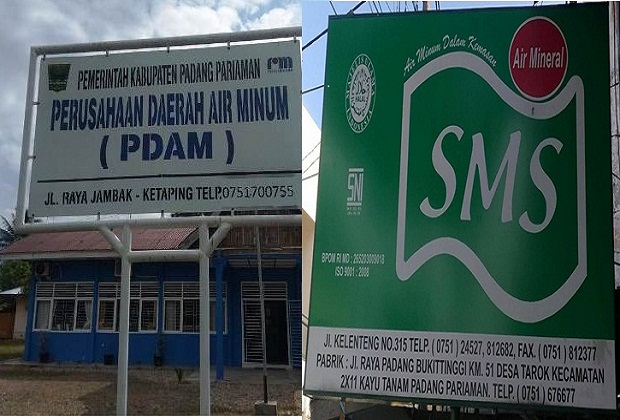 PEMERINTAH KABUPATEN PADANG PARIAMAN
PERUSAHAAN DAERAH AIR MINUM
( PDAM )
JL. RAYA JAMBAK - KETAPING TELP.0751700755
Air Minum Dalam Kemasan
Air Mineral
HALAL
SNI
SMS
BPOM RI MD : 265203009018
ISO 9001 : 2008
Jl. KELENTENG NO.315 TELP. ( 0751 ) 24527, 812682, FAX. ( 0751 ) 812377
PABRIK : JL. RAYA PADANG BUKITTINGGI KM. 51 DESA TAROK KECAMATAN
2X11 KAYU TANAM PADANG PARIAMAN. TELP. ( 0751 ) 676677